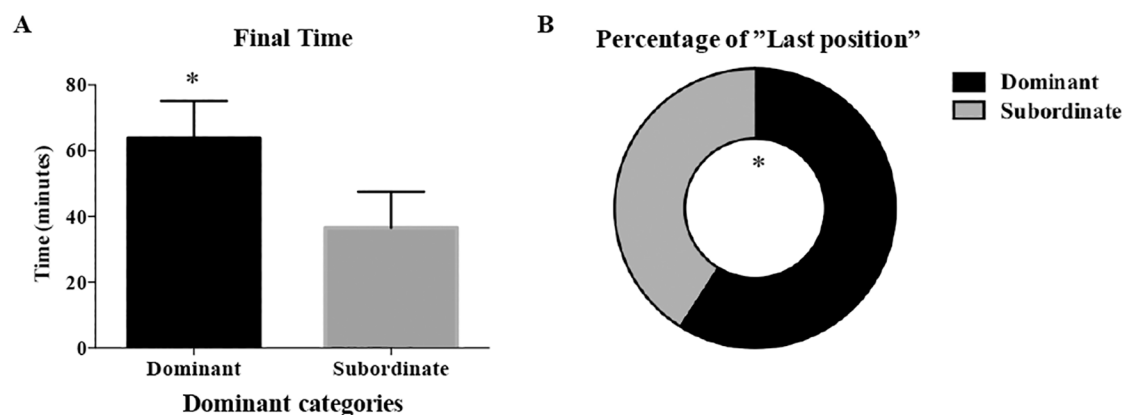 A
Final Time
*
80
60
40
20
0
Time (minutes)
Dominant
Subordinate
Dominant categories
B
Percentage of ”Last position”
*
Dominant
Subordinate